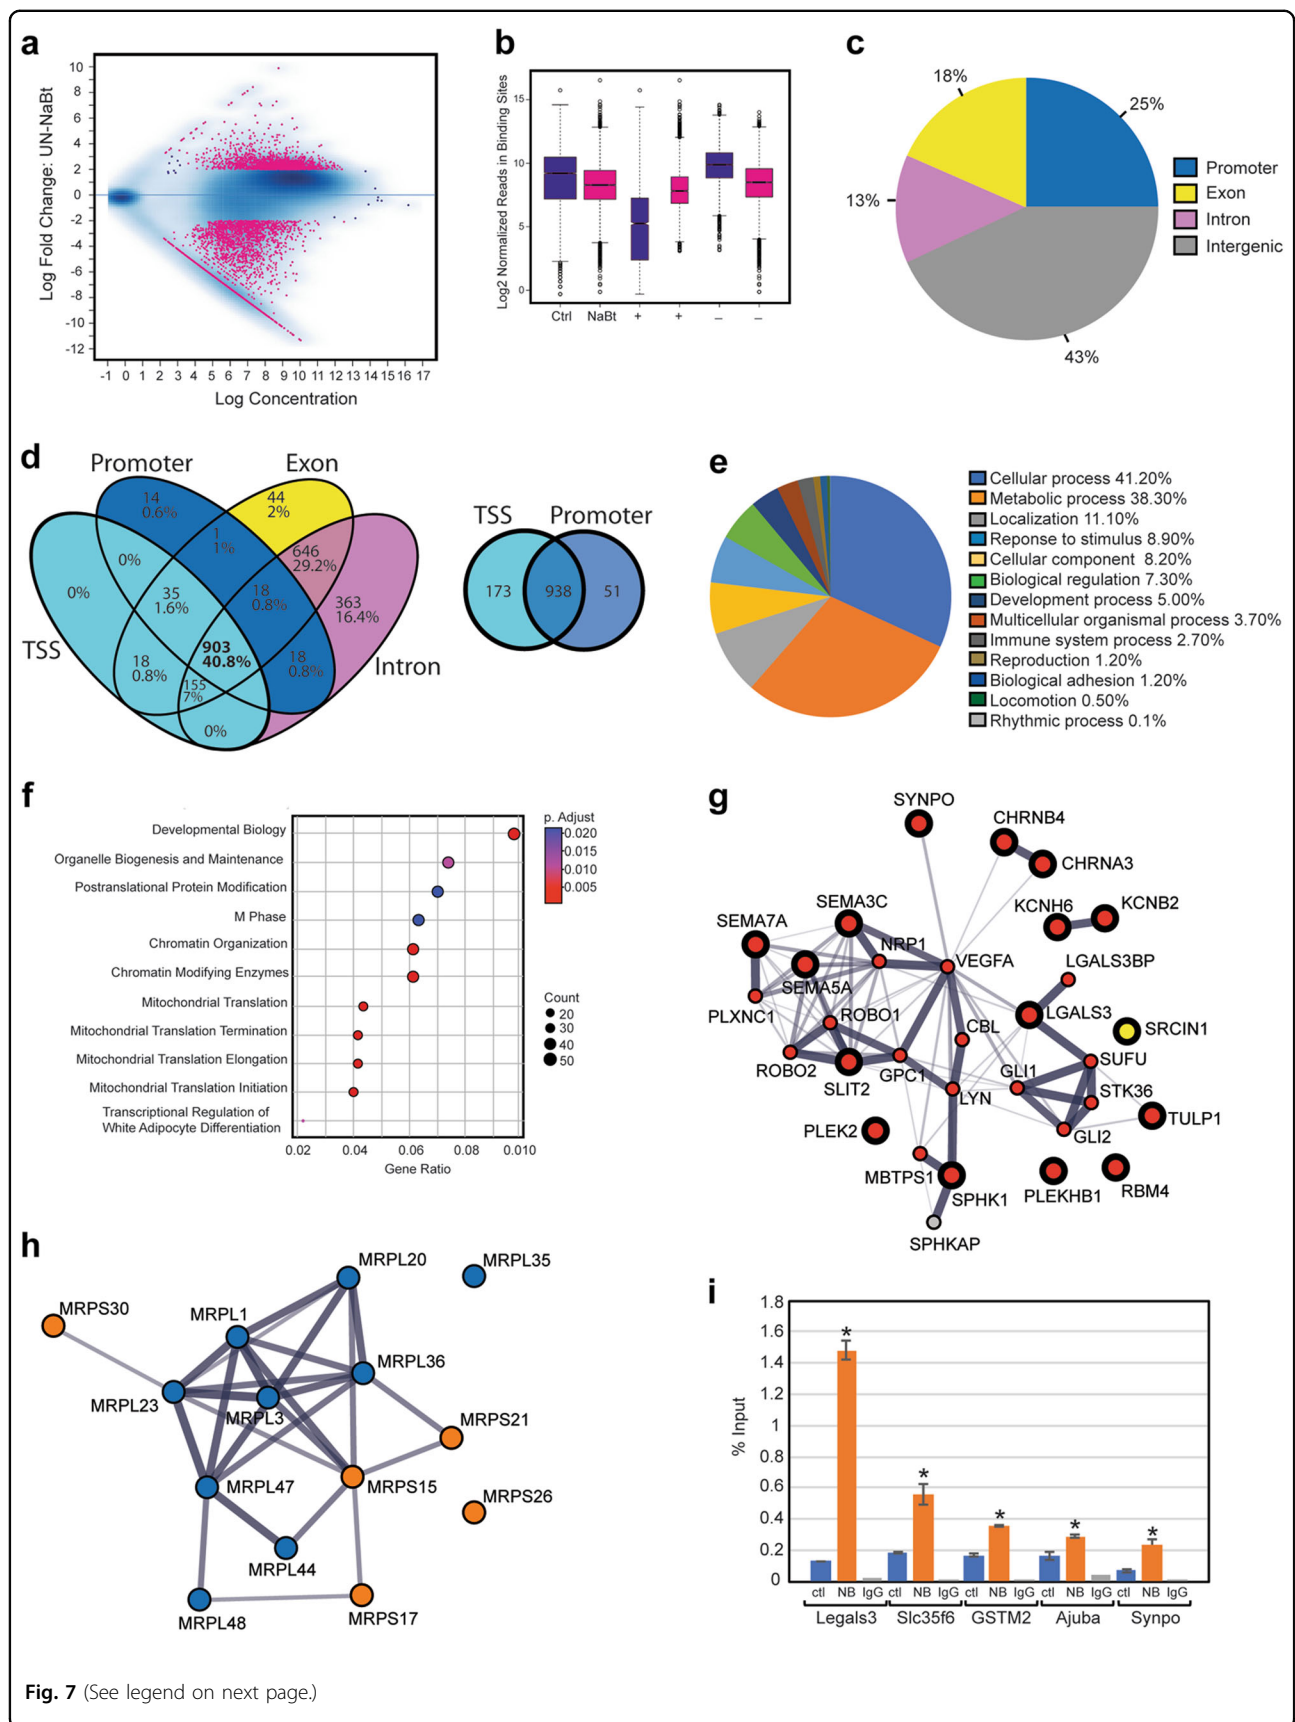 a
Log Fold Change: UN-NaBt
10
8
6
4
2
0
-2
-4
-6
-8
-10
-12
-1 0 1 2 3 4 5 6 7 8 9 10 11 12 13 14 15 16 17
Log Concentration
b
Log2 Normalized Reads in Binding Sites
15
10
5
0
Ctrl NaBt + + – –
c
18%
25%
13%
43%
Promoter
Exon
Intron
Intergenic
d
Promoter
Exon
TSS
Intron
14
0.6%
44
2%
1
1%
0%
646
29.2%
0%
35
1.6%
18
0.8%
363
16.4%
903
40.8%
18
0.8%
18
0.8%
155
7%
0%
TSS
Promoter
173
938
51
e
Cellular process 41.20%
Metabolic process 38.30%
Localization 11.10%
Reponse to stimulus 8.90%
Cellular component 8.20%
Biological regulation 7.30%
Development process 5.00%
Multicellular organismal process 3.70%
Immune system process 2.70%
Reproduction 1.20%
Biological adhesion 1.20%
Locomotion 0.50%
Rhythmic process 0.1%
f
Developmental Biology
Organelle Biogenesis and Maintenance
Postranslational Protein Modification
M Phase
Chromatin Organization
Chromatin Modifying Enzymes
Mitochondrial Translation
Mitochondrial Translation Termination
Mitochondrial Translation Elongation
Mitochondrial Translation Initiation
Transcriptional Regulation of
White Adipocyte Differentiation
0.02 0.04 0.06 0.08 0.010
Gene Ratio
p. Adjust
0.020
0.015
0.010
0.005
Count
20
30
40
50
g
SYNPO
CHRNB4
CHRNA3
SEMA3C
KCNH6
KCNB2
SEMA7A
NRP1
VEGFA
LGALS3BP
SEMA5A
PLXNC1
ROBO1
LGALS3
CBL
SRCIN1
ROBO2
SLIT2
GPC1
GLI1
SUFU
LYN
STK36
TULP1
PLEK2
GLI2
MBTPS1
SPHK1
PLEKHB1
RBM4
SPHKAP
h
MRPL20
MRPL35
MRPS30
MRPL1
MRPL36
MRPL23
MRPL3
MRPS21
MRPL47
MRPS15
MRPS26
MRPL44
MRPL48
MRPS17
i
% Input
1.8
1.6
1.4
1.2
1
0.8
0.6
0.4
0.2
0
*
*
*
*
*
ctl NB IgG ctl NB IgG ctl NB IgG ctl NB IgG ctl NB IgG
Legals3 Slc35f6 GSTM2 Ajuba Synpo
Fig. 7 (See legend on next page.)